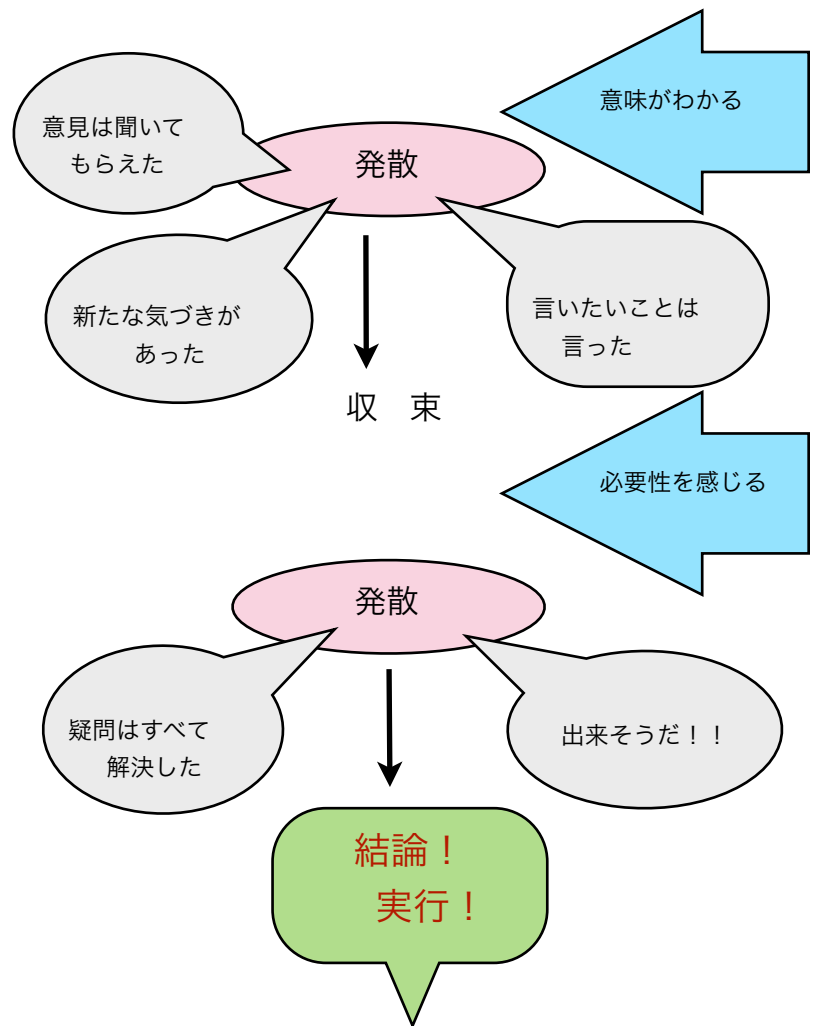 意味がわかる
意見は聞いて
もらえた
発散
新たな気づきが
あった
言いたいことは
言った
収　束
必要性を感じる
発散
疑問はすべて
解決した
出来そうだ！！
結論！
実行！